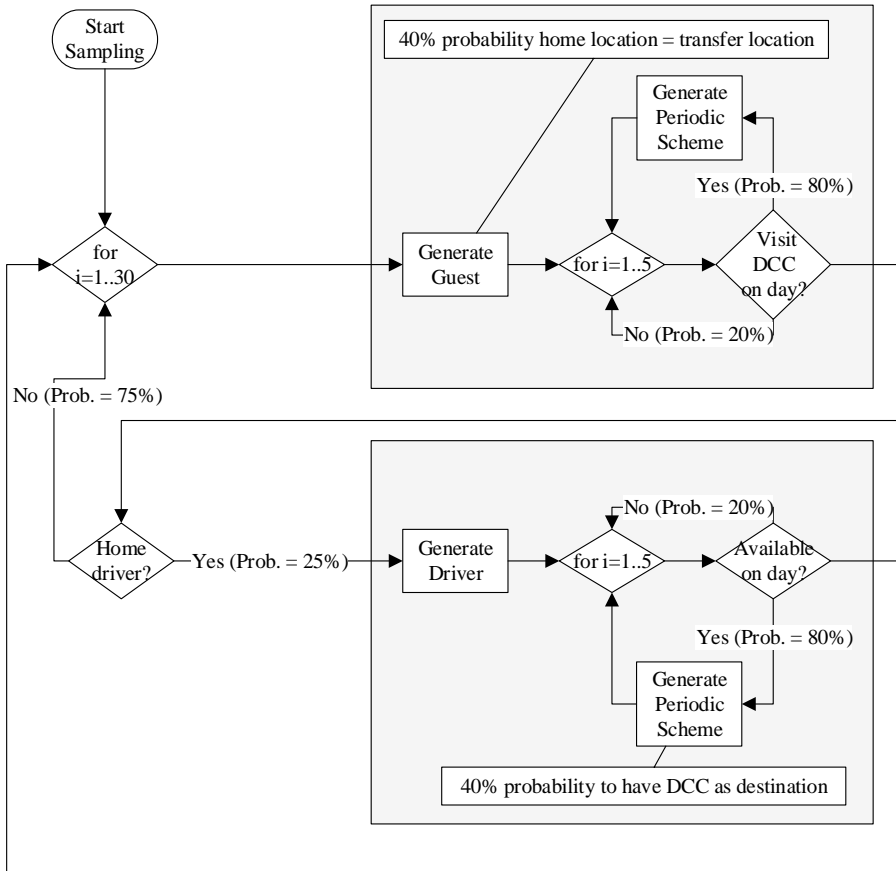 Start
Sampling
40% probability home location = transfer location
Generate
Periodic
Scheme
Yes (Prob. = 80%)
for
i=1..30
Generate
Guest
for i=1..5
Visit
DCC
on day?
No (Prob. = 20%)
No (Prob. = 75%)
No (Prob. = 20%)
Home
driver?
Yes (Prob. = 25%)
Generate
Driver
for i=1..5
Available
on day?
Yes (Prob. = 80%)
Generate
Periodic
Scheme
40% probability to have DCC as destination